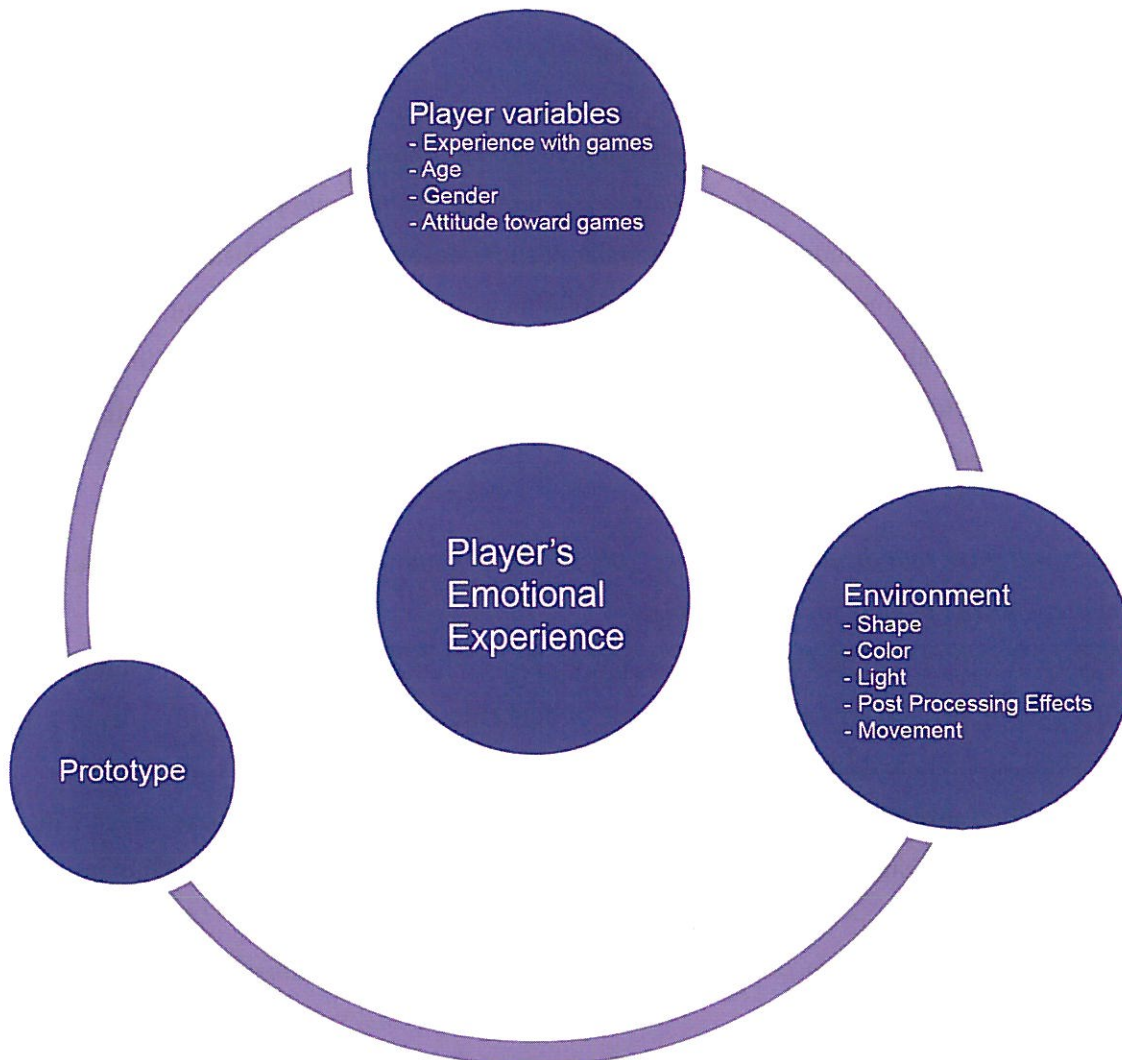 Player variables
- Experience with games
- Age
- Gender
- Attitude toward games
Player’s
Emotional
Experience
Environment
- Shape
- Color
- Light
- Post Processing Effects
- Movement
Prototype